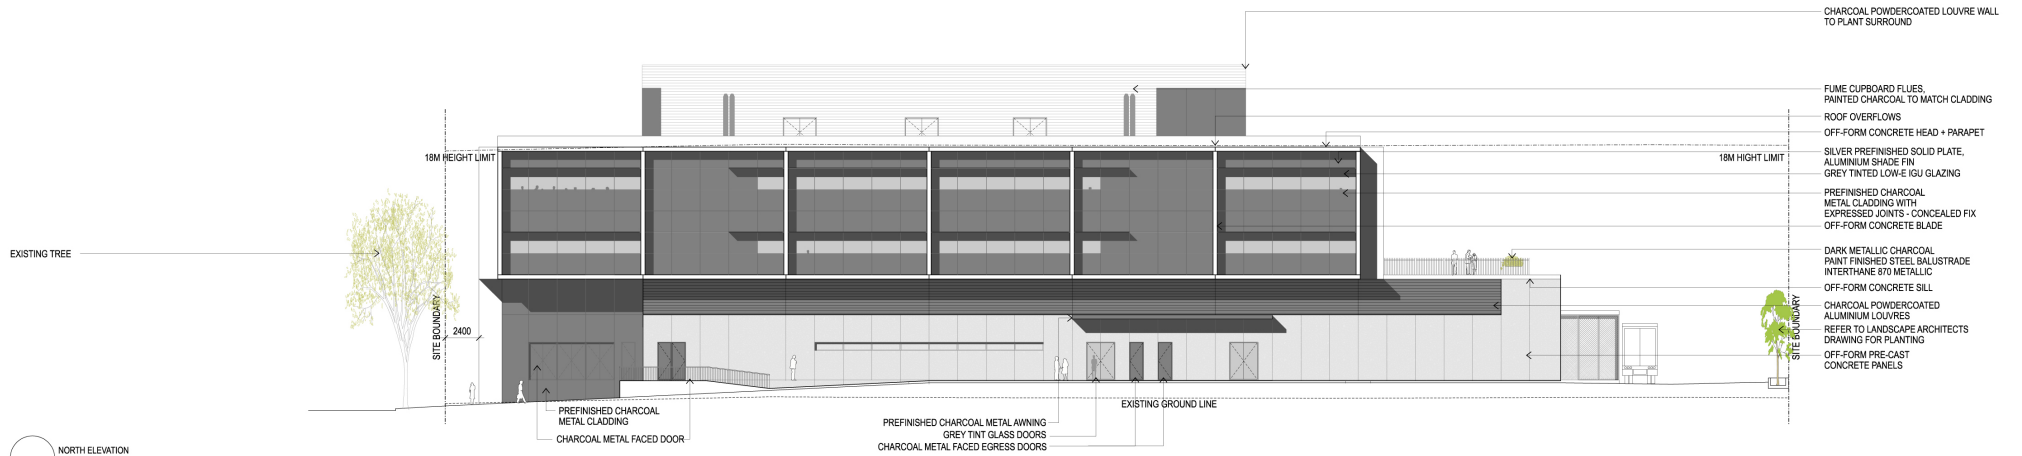 CHARCOAL POWDERCOATED LOUVRE WALL
TO PLANT SURROUND
FUME CUPBOARD FLUES,
PAINTED CHARCOAL TO MATCH CLADDING
ROOF OVERFLOWS
OFF-FORM CONCRETE HEAD + PARAPET
18M HEIGHT LIMIT
18M HIGHT LIMIT
SILVER PREFINISHED SOLID PLATE,
ALUMINIUM SHADE FIN
GREY TINTED LOW-E IGU GLAZING
PREFINISHED CHARCOAL
METAL CLADDING WITH
EXPRESSED JOINTS - CONCEALED FIX
OFF-FORM CONCRETE BLADE
EXISTING TREE
DARK METALLIC CHARCOAL
PAINT FINISHED STEEL BALUSTRADE
INTERTHANE 870 METALLIC
OFF-FORM CONCRETE SILL
CHARCOAL POWDERCOATED
ALUMINIUM LOUVRES
SITE BOUNDARY
2400
SITE BOUNDARY
REFER TO LANDSCAPE ARCHITECTS
DRAWING FOR PLANTING
OFF-FORM PRE-CAST
CONCRETE PANELS
EXISTING GROUND LINE
PREFINISHED CHARCOAL
METAL CLADDING
CHARCOAL METAL FACED DOOR
PREFINISHED CHARCOAL METAL AWNING
GREY TINT GLASS DOORS
CHARCOAL METAL FACED EGRESS DOORS
NORTH ELEVATION